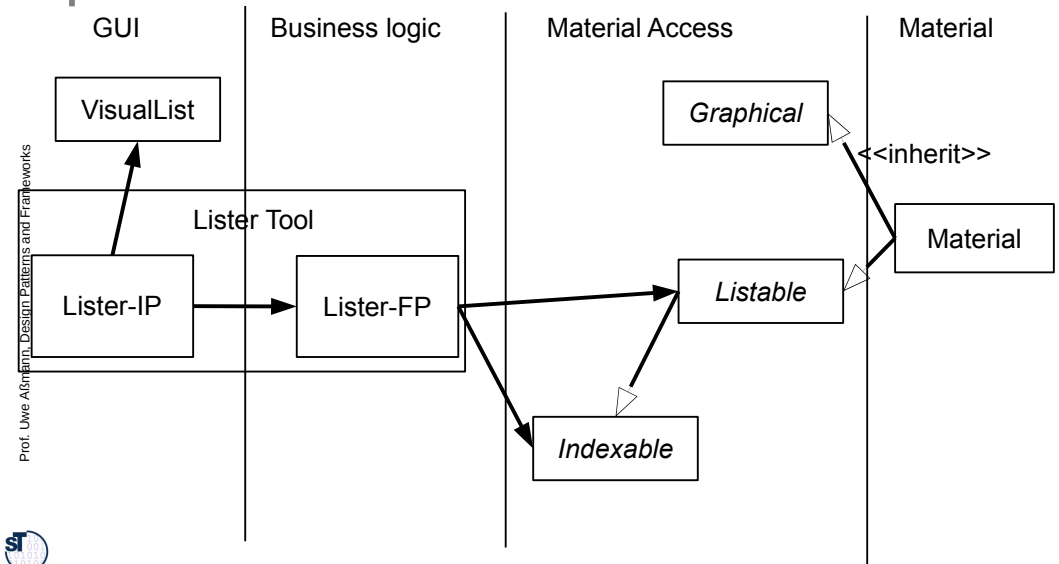 GUI
Business logic
Material Access
Material
VisualList
Graphical
<<inherit>>
Lister Tool
Material
Lister-IP
Lister-FP
Listable
Indexable
Prof. Uwe Aßmann, Design Patterns and Frameworks
ST